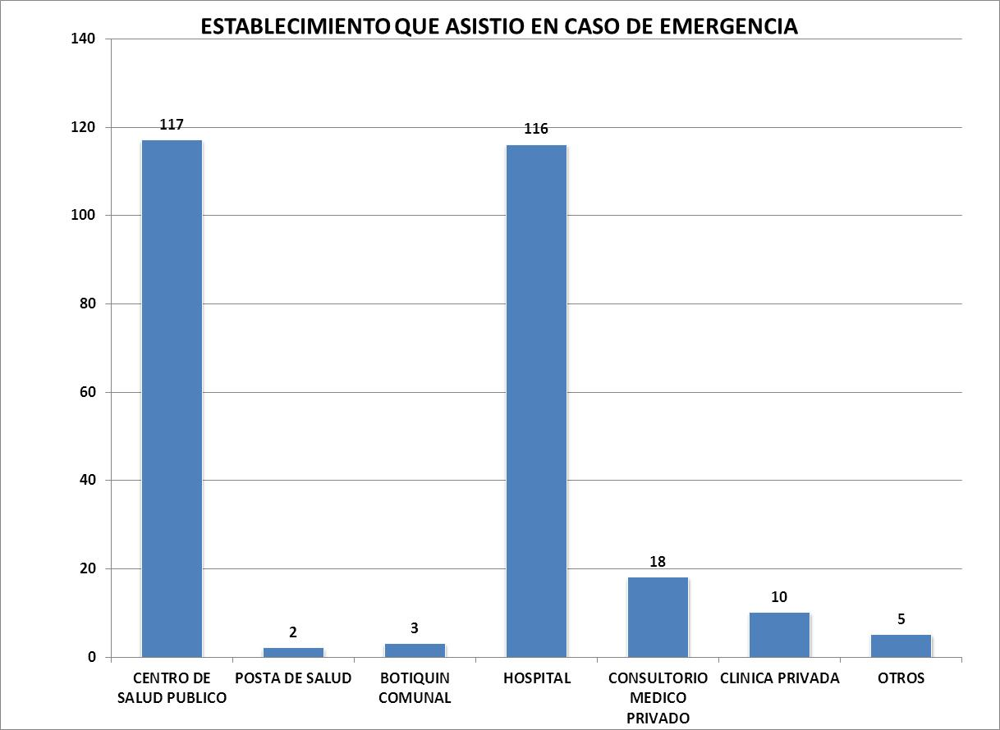 ESTABLECIMIENTO QUE ASISTIO EN CASO DE EMERGENCIA
140
120
100
80
60
40
20
0
117
2
3
116
18
10
5
CENTRO DE
SALUD PUBLICO
POSTA DE SALUD
BOTIQUIN
COMUNAL
HOSPITAL
CONSULTORIO
MEDICO
PRIVADO
CLINICA PRIVADA
OTROS